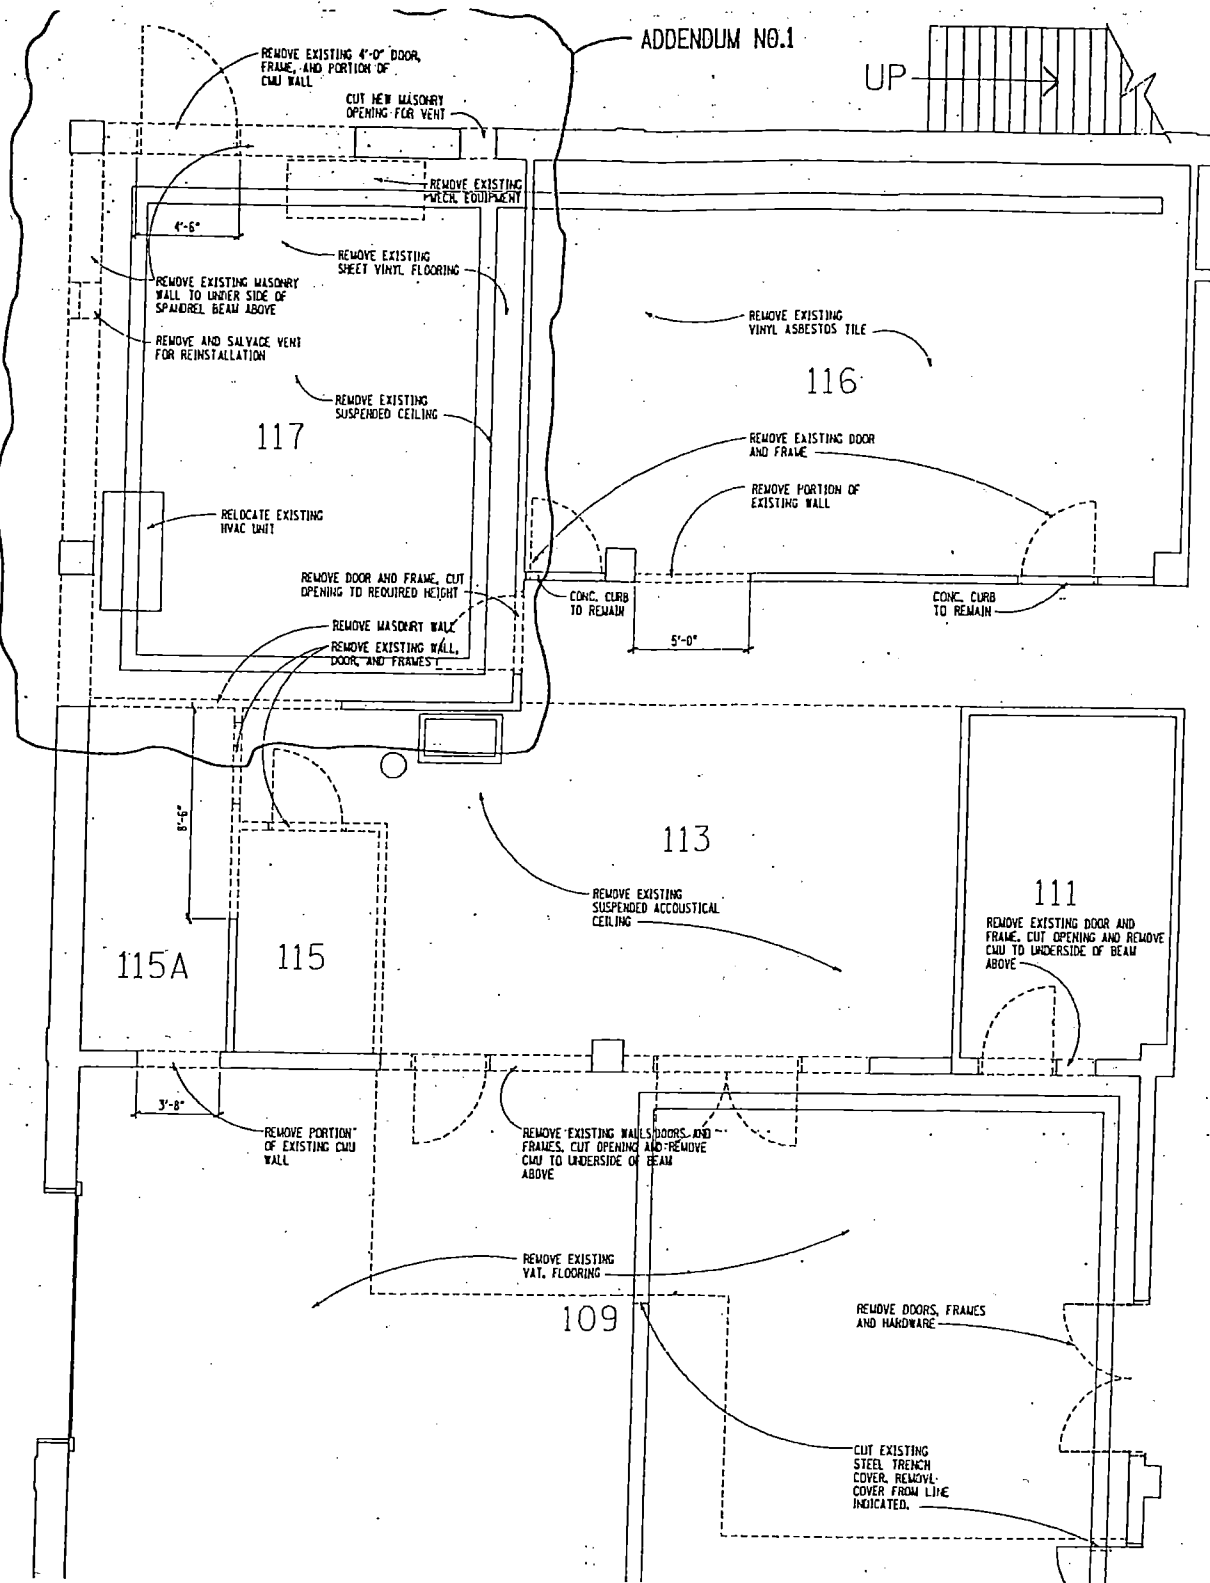 ADDENDUM NO.1
UP
REMOVE EXISTING 4'-0" DOOR,
FRAME, AND PORTION OF
CMU WALL
CUT NEW MASONRY
OPENING FOR VENT
REMOVE EXISTING
MECH. EQUIPMENT
4'-6"
REMOVE EXISTING
SHEET VINYL FLOORING
REMOVE EXISTING MASONRY
WALL TO UNDER SIDE OF
SPANDREL BEAM ABOVE
REMOVE AND SALVAGE VENT
FOR REINSTALLATION
REMOVE EXISTING
VINYL ASBESTOS TILE
116
REMOVE EXISTING
SUSPENDED CEILING
117
REMOVE EXISTING DOOR
AND FRAME
REMOVE PORTION OF
EXISTING WALL
RELOCATE EXISTING
HVAC UNIT
REMOVE DOOR AND FRAME, CUT
OPENING TO REQUIRED HEIGHT
CONC. CURB
TO REMAIN
CONC. CURB
TO REMAIN
REMOVE MASONRY WALL
REMOVE EXISTING WALL,
DOOR, AND FRAMES
5'-0"
8'-6"
113
REMOVE EXISTING
SUSPENDED ACCOUSTICAL
CEILING
111
REMOVE EXISTING DOOR AND
FRAME. CUT OPENING AND REMOVE
CMU TO UNDERSIDE OF BEAM
ABOVE
115A
115
3'-8"
REMOVE PORTION
OF EXISTING CMU
WALL
REMOVE EXISTING WALLS DOORS AND
FRAMES, CUT OPENING AND REMOVE
CMU TO UNDERSIDE OF BEAM
ABOVE
REMOVE EXISTING
VAT. FLOORING
109
REMOVE DOORS, FRAMES
AND HARDWARE
CUT EXISTING
STEEL TRENCH
COVER, REMOVE
COVER FROM LINE
INDICATED.